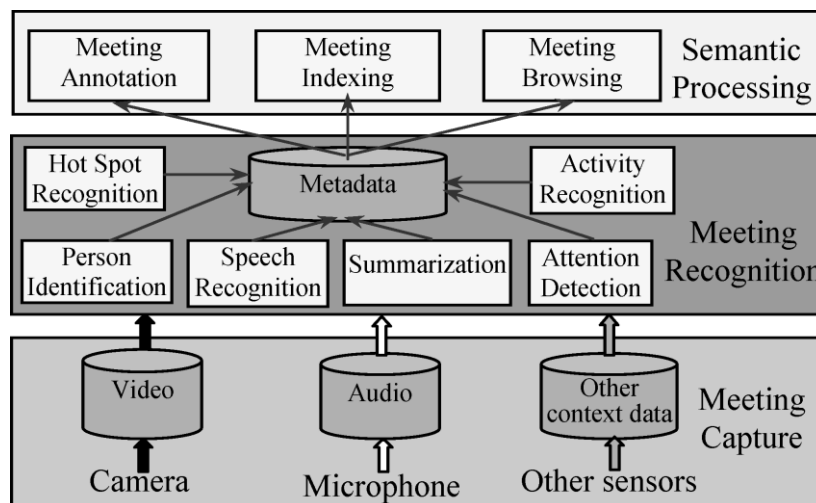 Meeting
Annotation
Meeting
Indexing
Meeting
Browsing
Semantic
Processing
Hot Spot
Recognition
Metadata
Activity
Recognition
Person
Identification
Speech
Recognition
Summarization
Attention
Detection
Meeting
Recognition
Video
Audio
Other
context data
Meeting
Capture
Camera
Microphone
Other sensors